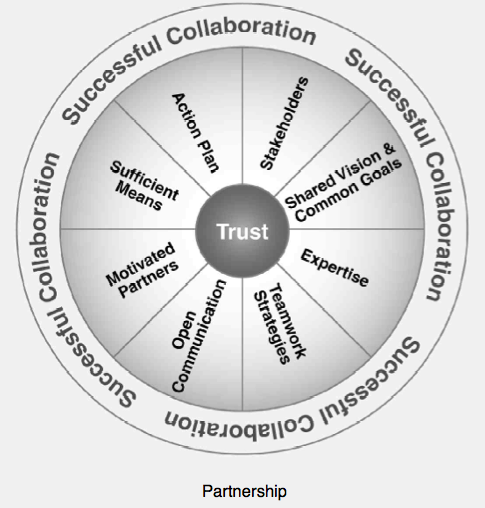 Successful Collaboration
Successful Collaboration
Successful Collaboration
Successful Collaboration
Stakeholders
Shared Vision &
Common Goals
Expertise
Teamwork
Strategies
Open
Communication
Motivated
Partners
Sufficient
Means
Action Plan
Trust
Partnership